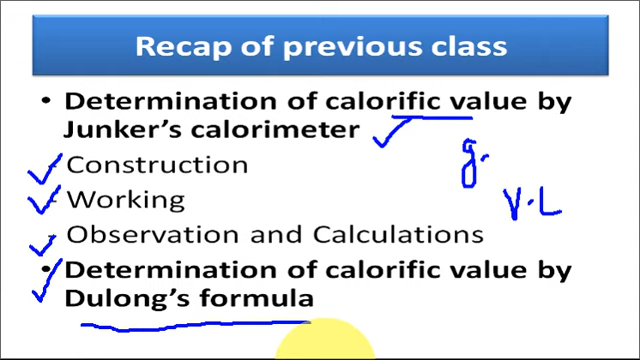 Recap of previous class
• Determination of calorific value by
Junker's calorimeter
- Construction
- Working
- Observation and Calculations
• Determination of calorific value by
Dulong's formula
g.
V.L